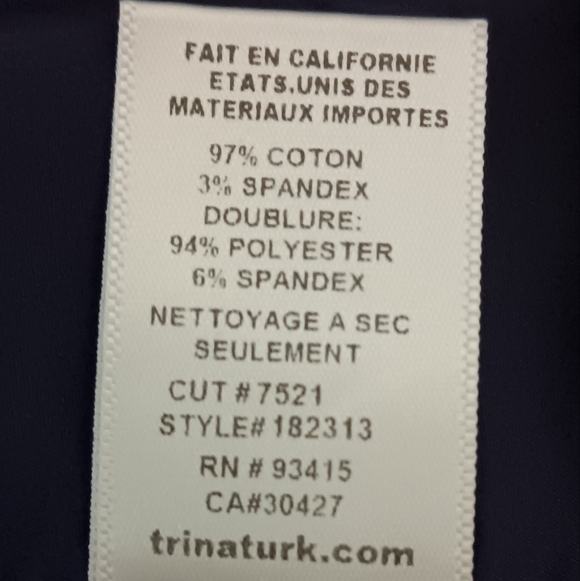 FAIT EN CALIFORNIE
ETATS.UNIS DES
MATERIAUX IMPORTES
97% COTON
3% SPANDEX
DOUBLURE:
94% POLYESTER
6% SPANDEX
NETTOYAGE A SEC
SEULEMENT
CUT # 7521
STYLE# 182313
RN # 93415
CA#30427
trinaturk.com